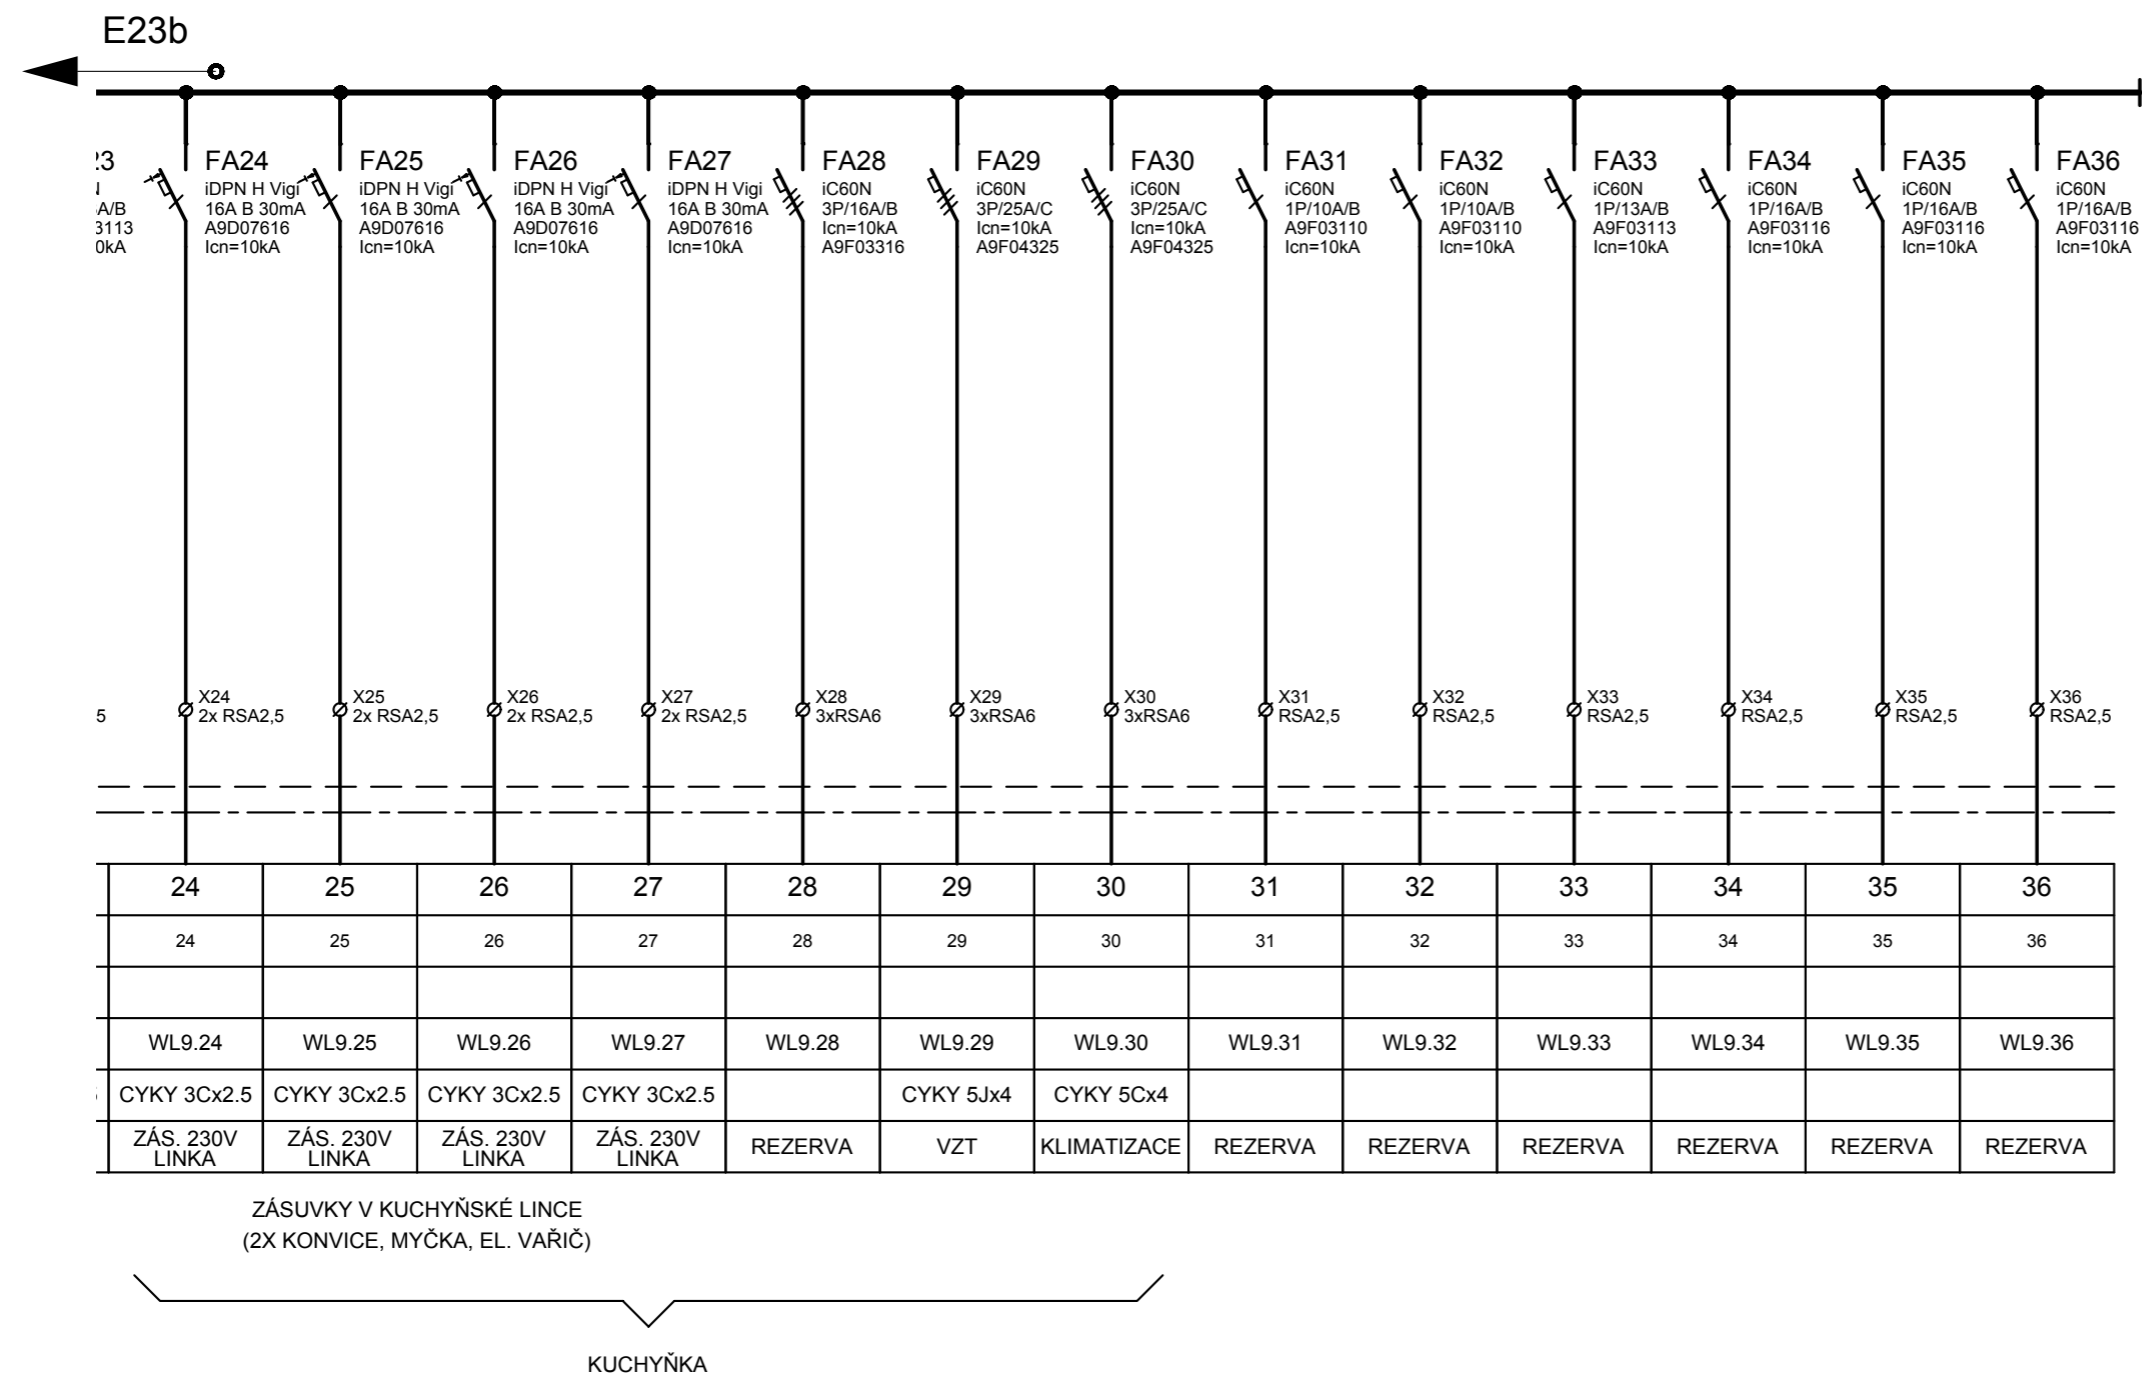 E23b
23
N
A/B
3113
0kA
FA24
iDPN H Vigi
16A B 30mA
A9D07616
Icn=10kA
FA25
iDPN H Vigi
16A B 30mA
A9D07616
Icn=10kA
FA26
iDPN H Vigi
16A B 30mA
A9D07616
Icn=10kA
FA27
iDPN H Vigi
16A B 30mA
A9D07616
Icn=10kA
FA28
iC60N
3P/16A/B
Icn=10kA
A9F03316
FA29
iC60N
3P/25A/C
Icn=10kA
A9F04325
FA30
iC60N
3P/25A/C
Icn=10kA
A9F04325
FA31
iC60N
1P/10A/B
A9F03110
Icn=10kA
FA32
iC60N
1P/10A/B
A9F03110
Icn=10kA
FA33
iC60N
1P/13A/B
A9F03113
Icn=10kA
FA34
iC60N
1P/16A/B
A9F03116
Icn=10kA
FA35
iC60N
1P/16A/B
A9F03116
Icn=10kA
FA36
iC60N
1P/16A/B
A9F03116
Icn=10kA
5
X24
2x RSA2,5
X25
2x RSA2,5
X26
2x RSA2,5
X27
2x RSA2,5
X28
3xRSA6
X29
3xRSA6
X30
3xRSA6
X31
RSA2,5
X32
RSA2,5
X33
RSA2,5
X34
RSA2,5
X35
RSA2,5
X36
RSA2,5
24 25 26 27 28 29 30 31 32 33 34 35 36
24 25 26 27 28 29 30 31 32 33 34 35 36
WL9.24 WL9.25 WL9.26 WL9.27 WL9.28 WL9.29 WL9.30 WL9.31 WL9.32 WL9.33 WL9.34 WL9.35 WL9.36
CYKY 3Cx2.5 CYKY 3Cx2.5 CYKY 3Cx2.5 CYKY 3Cx2.5 CYKY 5Jx4 CYKY 5Cx4
ZÁS. 230V
LINKA
ZÁS. 230V
LINKA
ZÁS. 230V
LINKA
ZÁS. 230V
LINKA
REZERVA VZT KLIMATIZACE REZERVA REZERVA REZERVA REZERVA REZERVA REZERVA
ZÁSUVKY V KUCHYŇSKÉ LINCE
(2X KONVICE, MYČKA, EL. VAŘIČ)
KUCHYŇKA